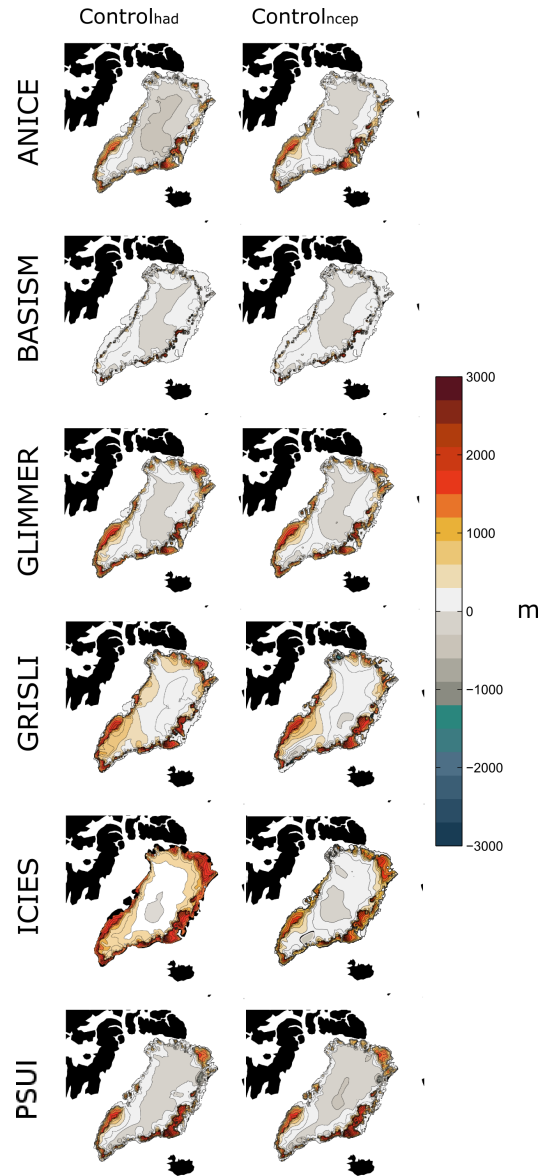 Controlhad Controlncep
ANICE
BASISM
GLIMMER
GRISLI
ICIES
PSUI
3000
2000
1000
0
−1000
−2000
−3000
m